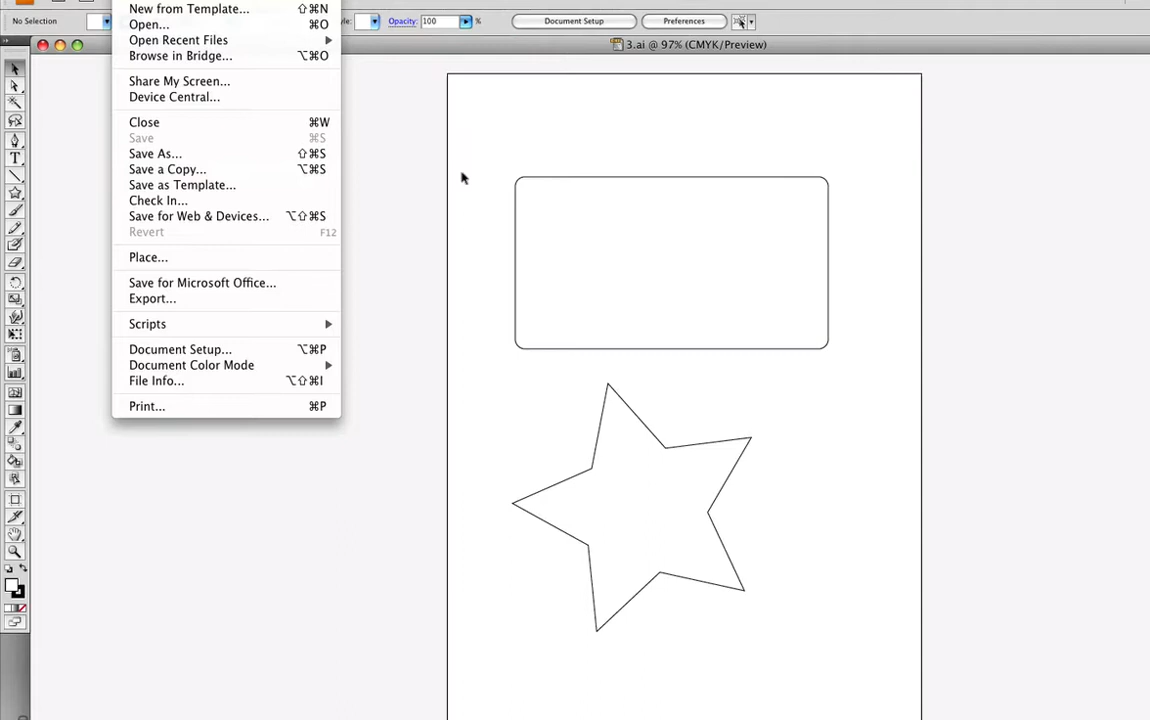 New from Template... ⇧⌘N
No Selection
yle: Opacity: 100 % Document Setup Preferences
Open... ⌘O
Open Recent Files
3.ai @ 97% (CMYK/Preview)
Browse in Bridge... ⌥⌘O
Share My Screen...
Device Central...
Close ⌘W
Save ⌘S
Save As... ⇧⌘S
Save a Copy... ⌥⌘S
Save as Template...
Check In...
Save for Web & Devices... ⌥⇧⌘S
Revert F12
Place...
Save for Microsoft Office...
Export...
Scripts
Document Setup... ⌥⌘P
Document Color Mode
File Info... ⌥⇧⌘I
Print... ⌘P